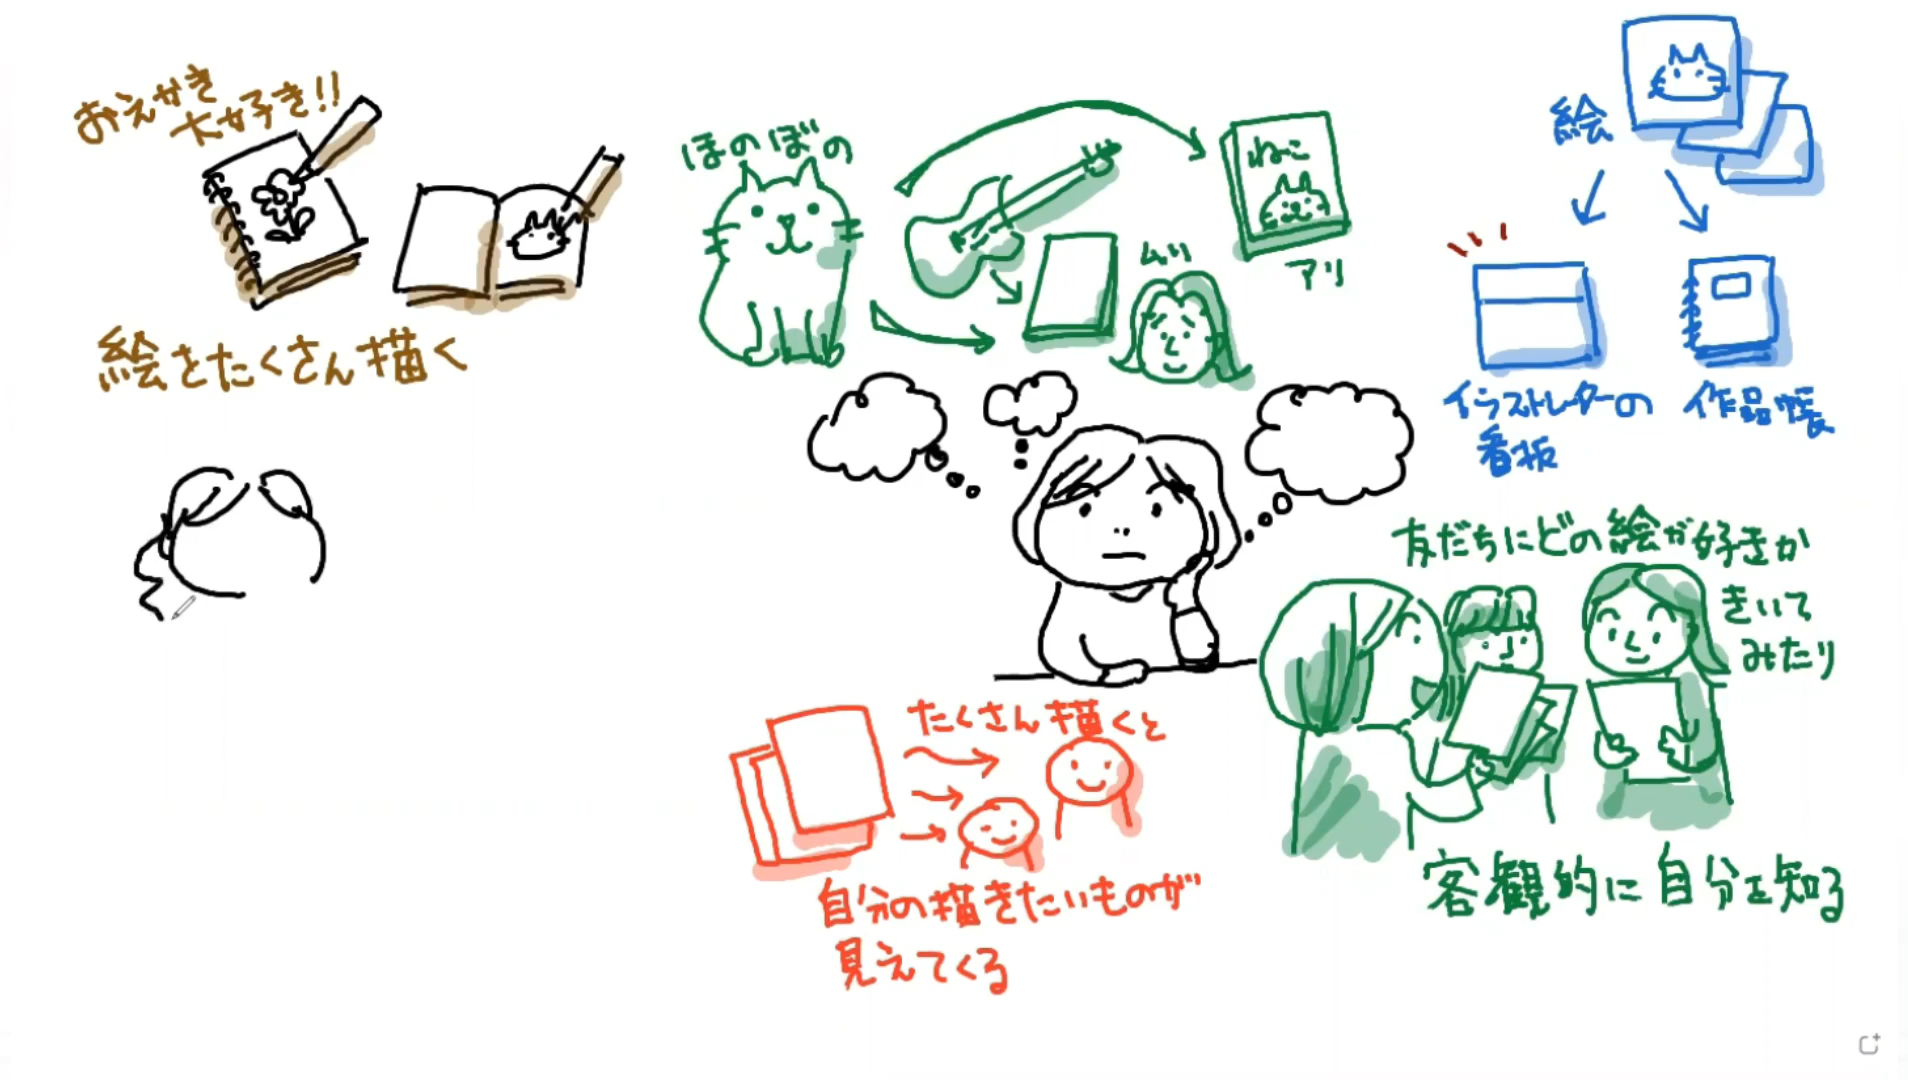 おえかき
大好き!!
絵をたくさん描く
ほのぼの
ムリ
ねこ
アリ
絵
イラストレーターの
看板
作品帳
友だちにどの絵が好きか
きいて
みたり
客観的に自分を知る
たくさん描くと
自分の描きたいものが
見えてくる